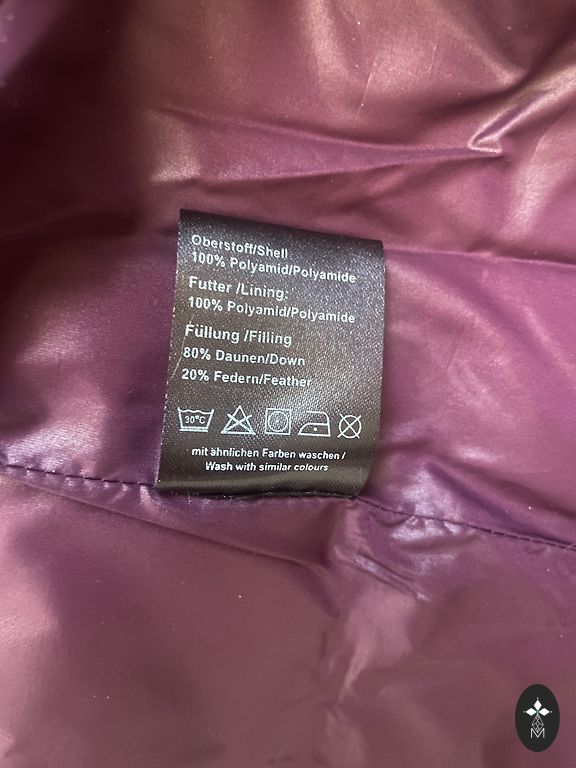 Oberstoff/Shell
100% Polyamid/Polyamide
Futter /Lining:
100% Polyamid/Polyamide
Füllung /Filling
80% Daunen/Down
20% Federn/Feather
30°C
mit ähnlichen Farben waschen /
Wash with similar colours
M